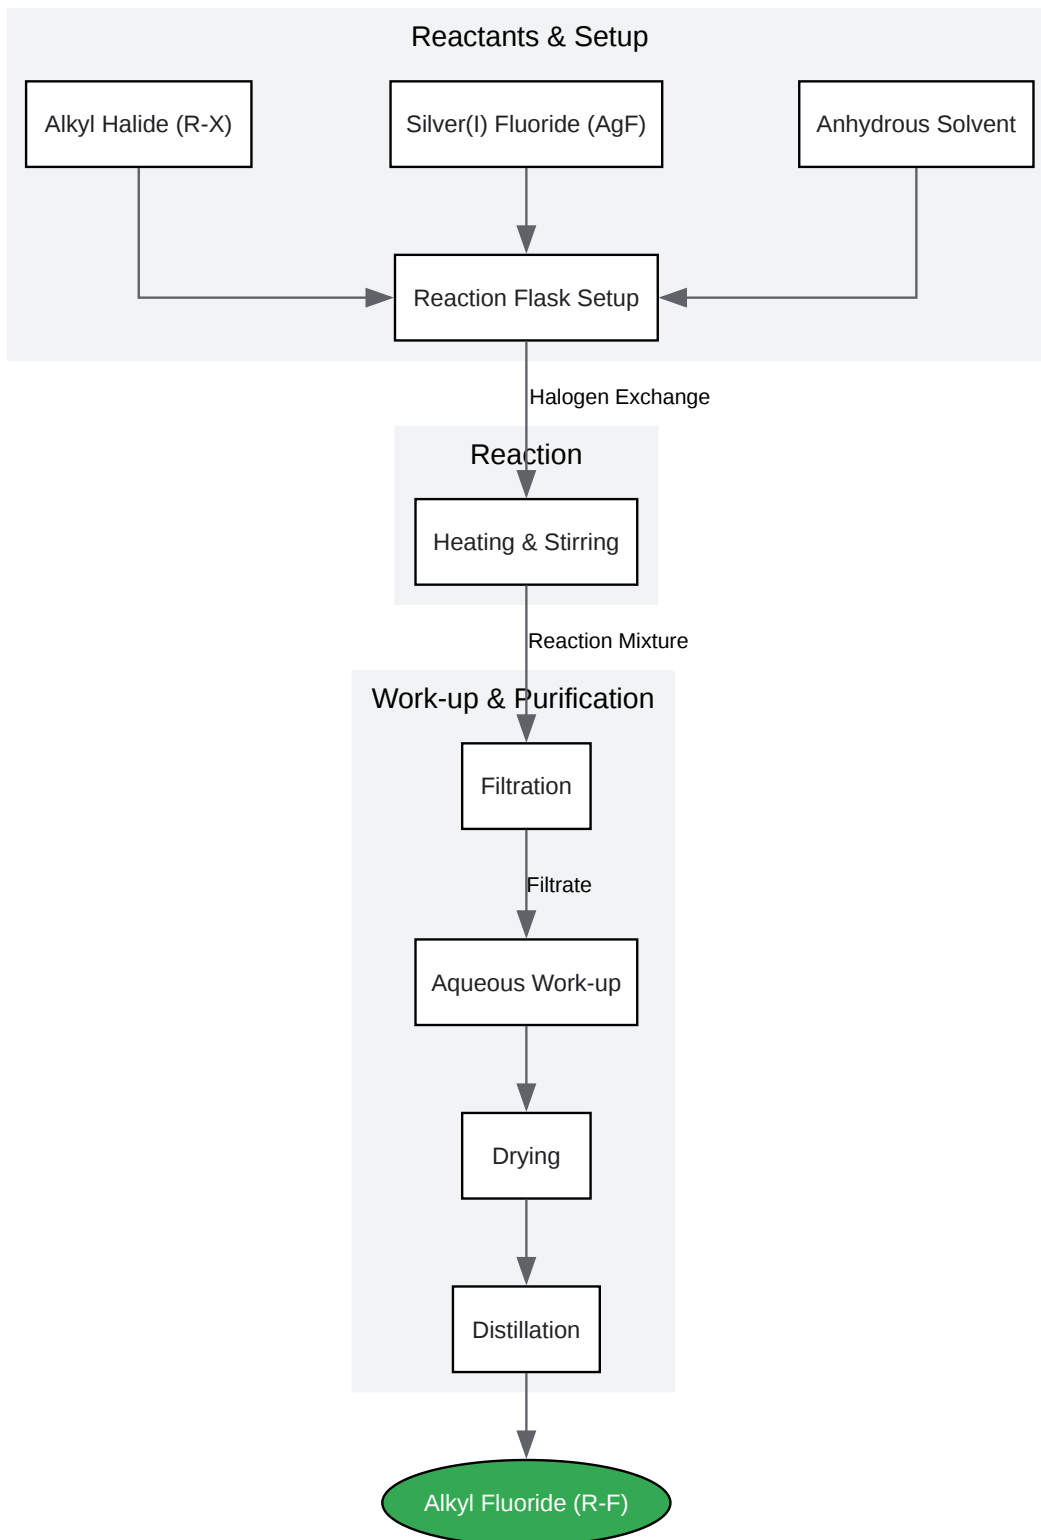 Reactants & Setup
Alkyl Halide (R-X)
Silver(I) Fluoride (AgF)
Anhydrous Solvent
Reaction Flask Setup
Halogen Exchange
Reaction
Heating & Stirring
Reaction Mixture
Work-up & Purification
Filtration
Filtrate
Aqueous Work-up
Drying
Distillation
Alkyl Fluoride (R-F)